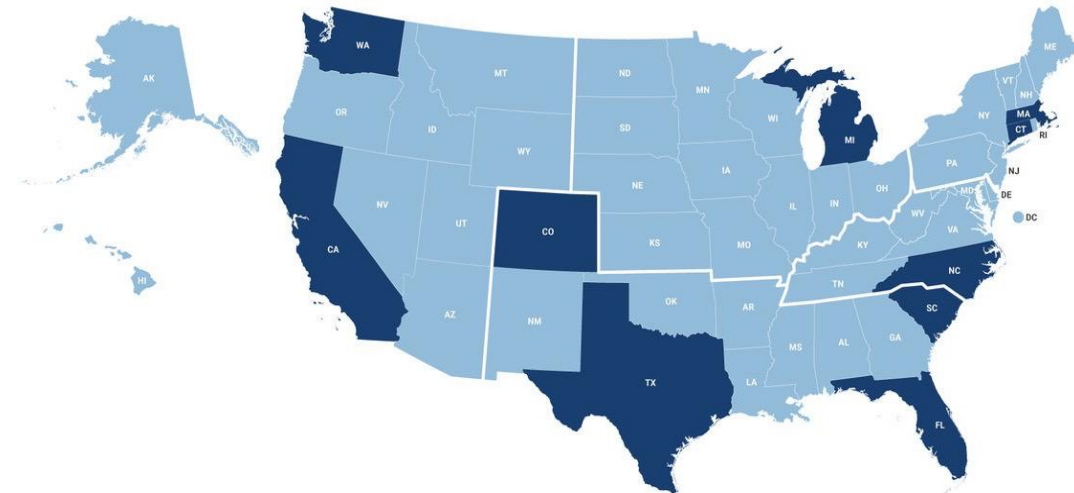 AK
WA
MT
ND
MN
ME
VT
NH
OR
ID
SD
WI
NY
MA
CT
RI
MI
WY
PA
IA
NE
NJ
OH
NV
UT
IL
IN
DE
MD
DC
WV
CO
VA
CA
KS
MO
KY
HI
NC
TN
OK
AZ
NM
AR
SC
MS
AL
GA
TX
LA
FL